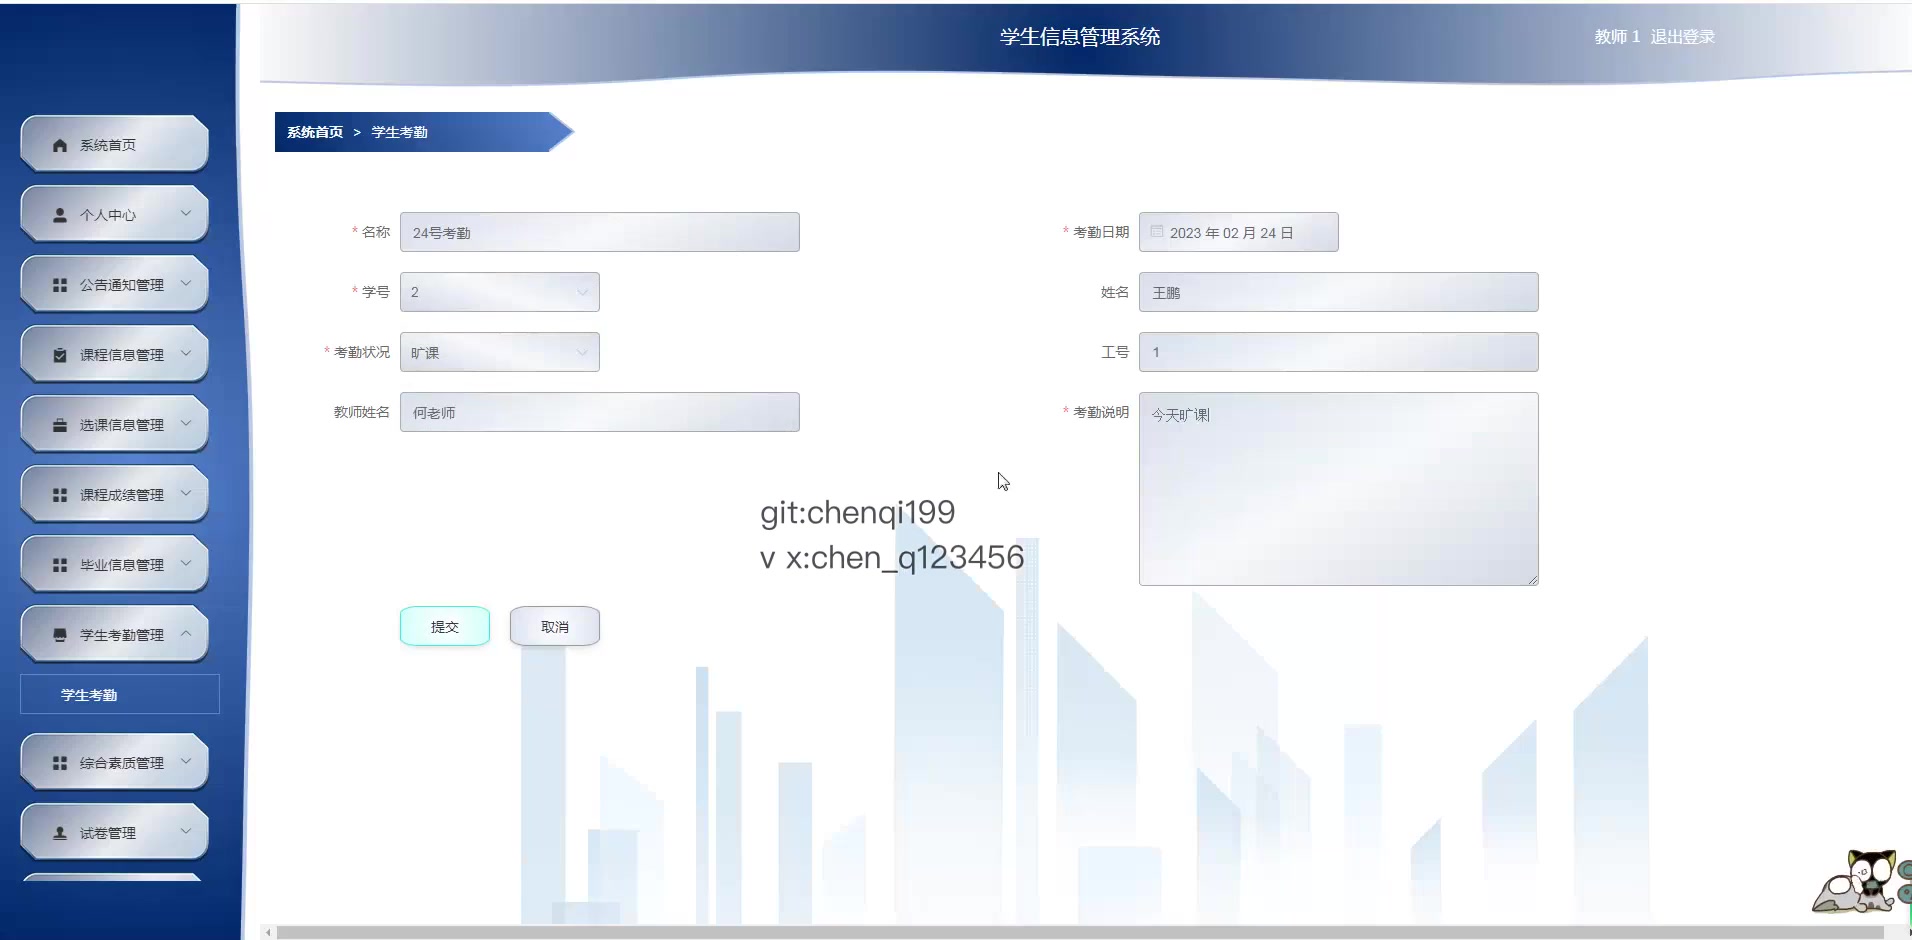 学生信息管理系统
教师 1 退出登录
系统首页
个人中心
公告通知管理
课程信息管理
选课信息管理
课程成绩管理
毕业信息管理
学生考勤管理
学生考勤
综合素质管理
试卷管理
系统首页 > 学生考勤
* 名称 24号考勤
* 考勤日期 2023 年 02 月 24 日
* 学号 2
姓名 王鹏
* 考勤状况 旷课
工号 1
教师姓名 何老师
* 考勤说明 今天旷课
git:chenqi199
v x:chen_q123456
提交
取消